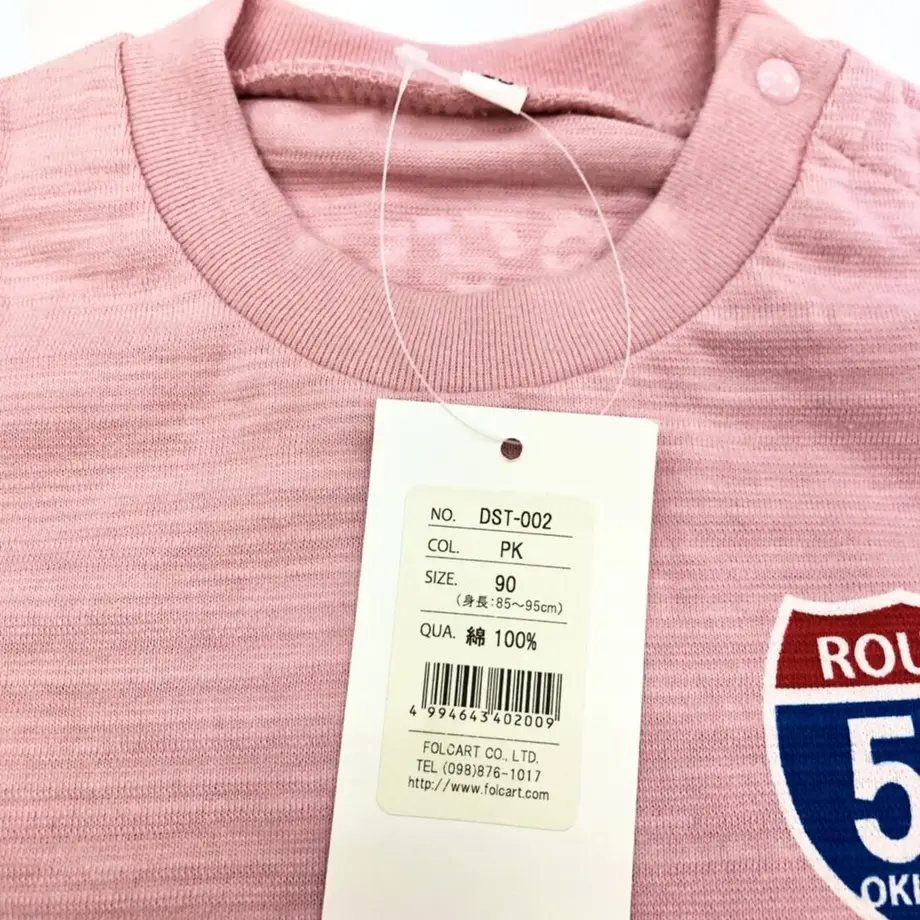 NO. DST-002
COL. PK
SIZE. 90
(身長:85~95cm)
QUA. 綿 100%
4 994643 402009
FOLCART CO., LTD.
TEL (098)876-1017
http://www.folcart.com
ROU
5
OKI